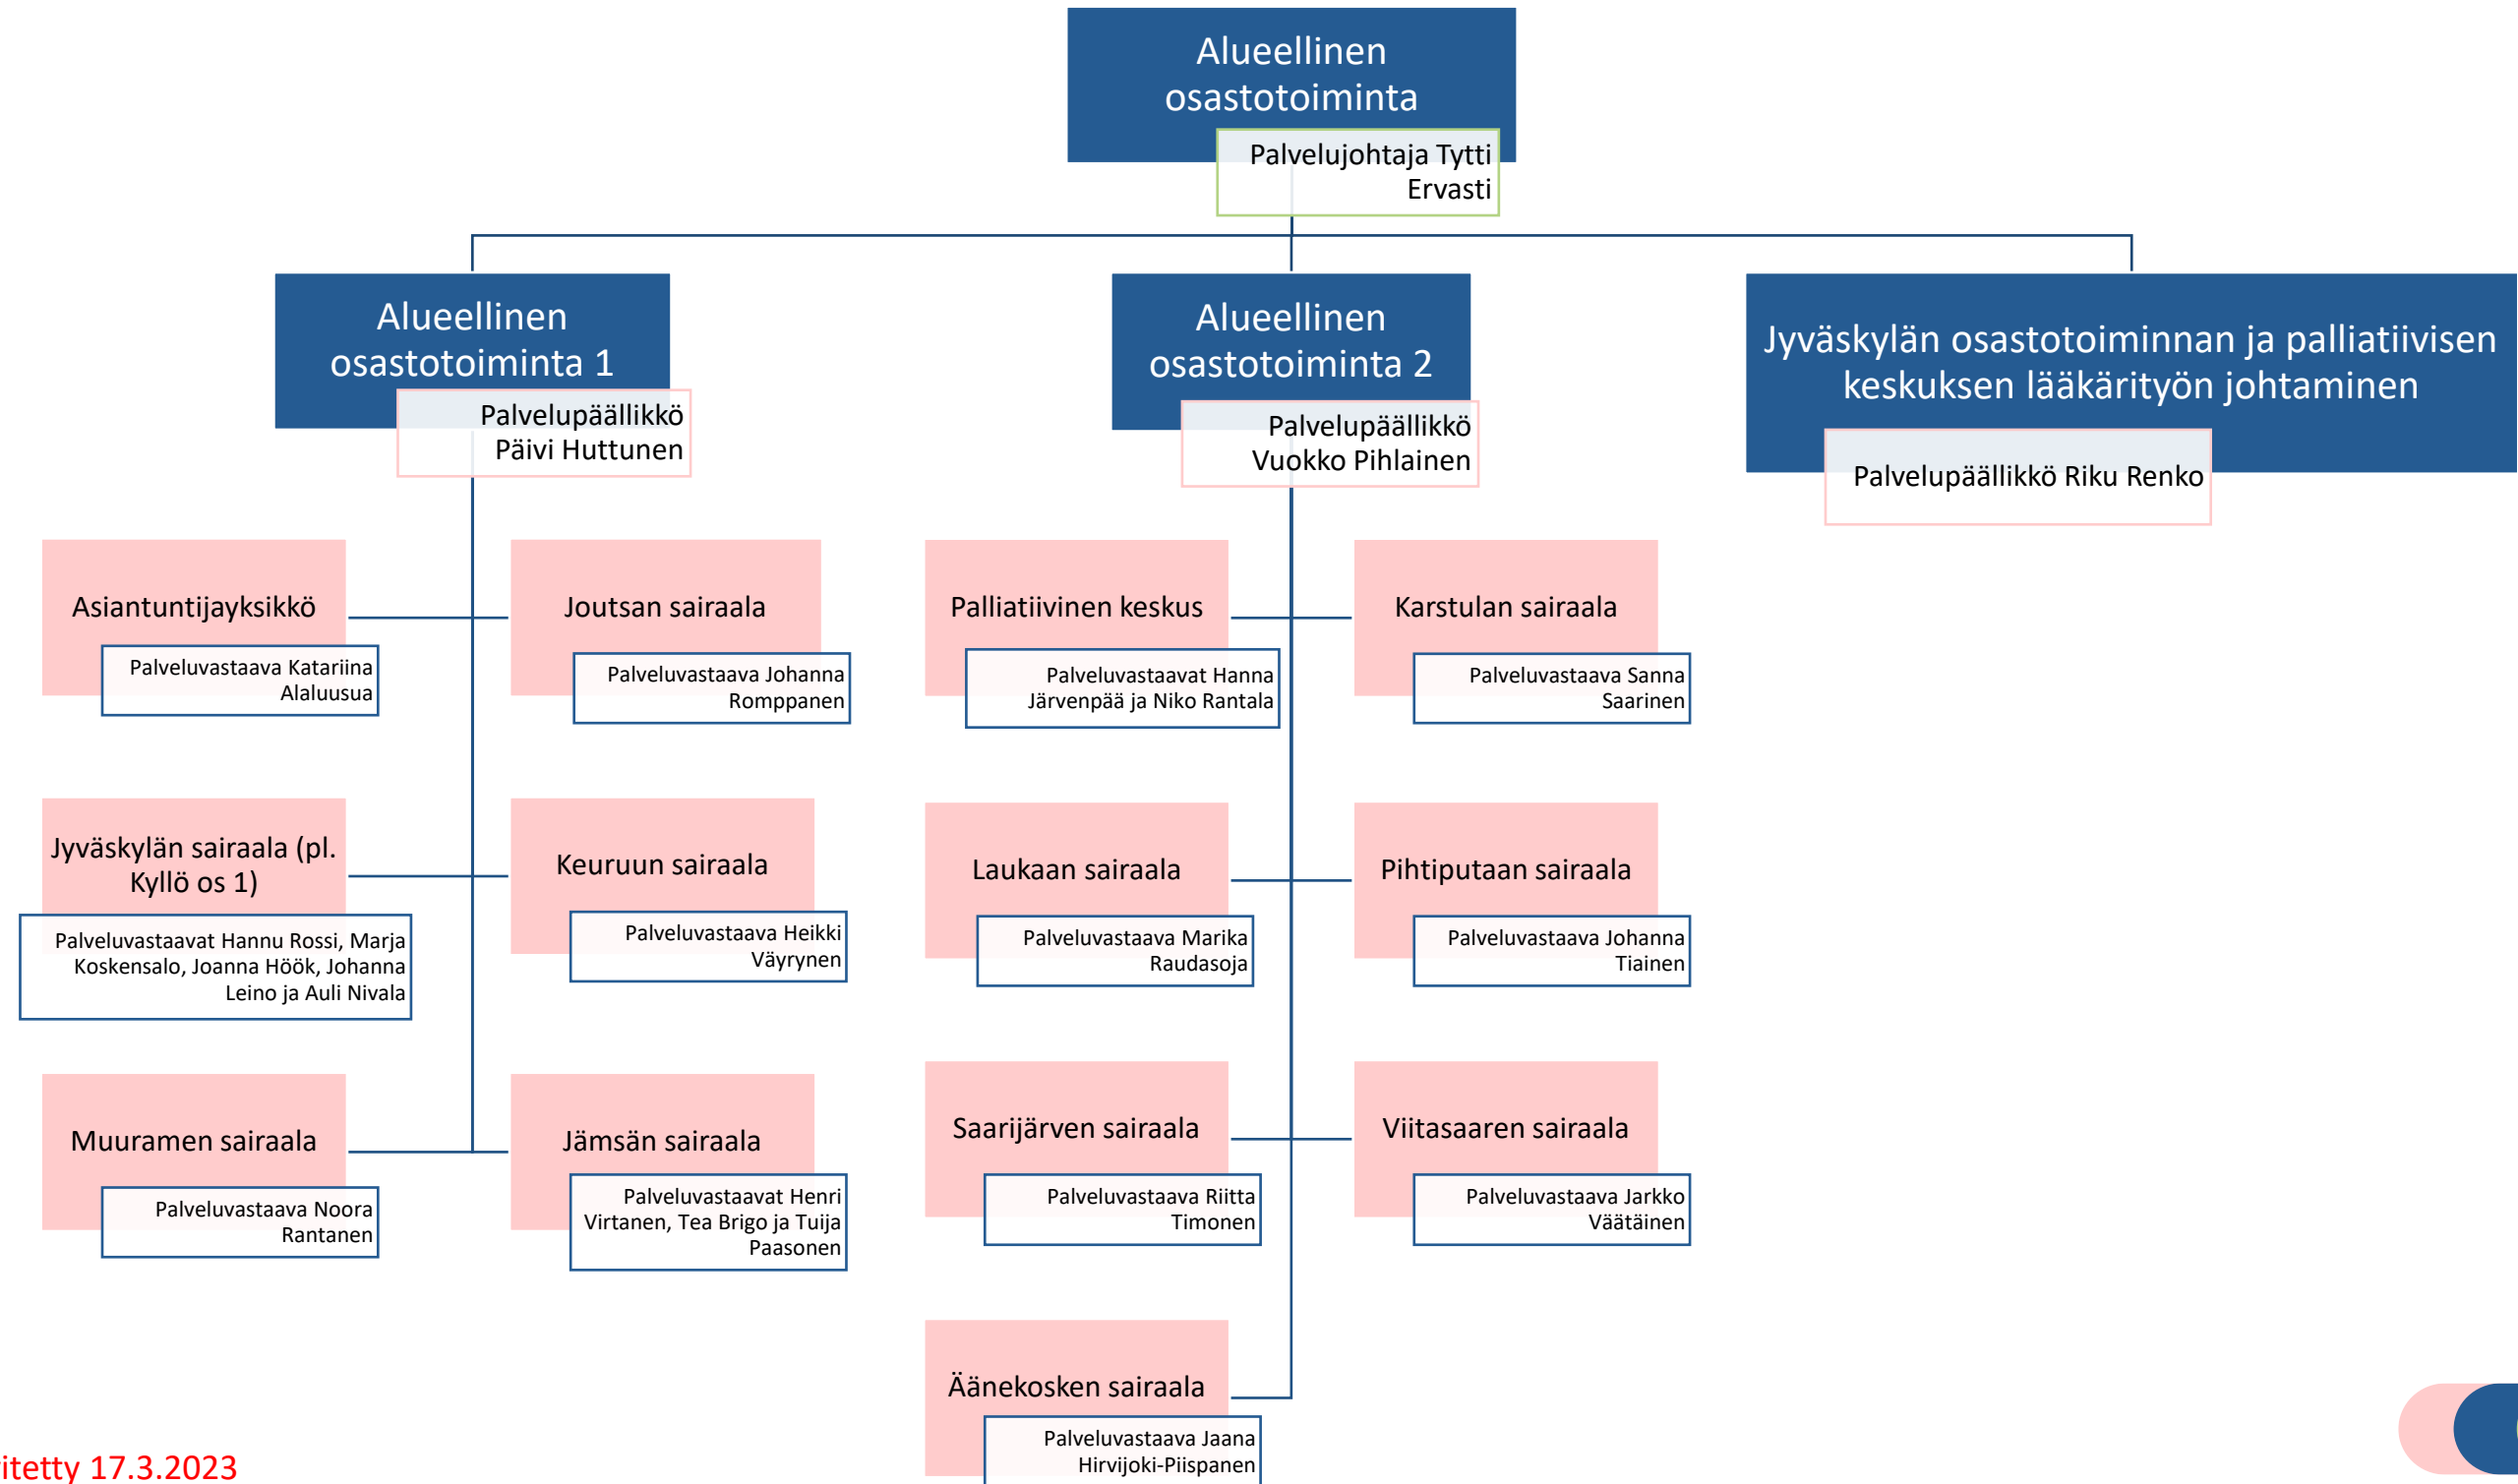 Alueellinen
osastotoiminta
Palvelujohtaja Tytti
Ervasti
Alueellinen
osastotoiminta 1
Palvelupäällikkö
Päivi Huttunen
Alueellinen
osastotoiminta 2
Palvelupäällikkö
Vuokko Pihlainen
Jyväskylän osastotoiminnan ja palliatiivisen
keskuksen lääkärityön johtaminen
Palvelupäällikkö Riku Renko
Asiantuntijayksikkö
Palveluvastaava Katariina
Alaluusua
Joutsan sairaala
Palveluvastaava Johanna
Romppanen
Palliatiivinen keskus
Palveluvastaavat Hanna
Järvenpää ja Niko Rantala
Karstulan sairaala
Palveluvastaava Sanna
Saarinen
Jyväskylän sairaala (pl.
Kyllö os 1)
Palveluvastaavat Hannu Rossi, Marja
Koskensalo, Joanna Höök, Johanna
Leino ja Auli Nivala
Keuruun sairaala
Palveluvastaava Heikki
Väyrynen
Laukaan sairaala
Palveluvastaava Marika
Raudasoja
Pihtiputaan sairaala
Palveluvastaava Johanna
Tiainen
Muuramen sairaala
Palveluvastaava Noora
Rantanen
Jämsän sairaala
Palveluvastaavat Henri
Virtanen, Tea Brigo ja Tuija
Paasonen
Saarijärven sairaala
Palveluvastaava Riitta
Timonen
Viitasaaren sairaala
Palveluvastaava Jarkko
Väätäinen
Äänekosken sairaala
Palveluvastaava Jaana
Hirvijoki-Piispanen
17.3.2023